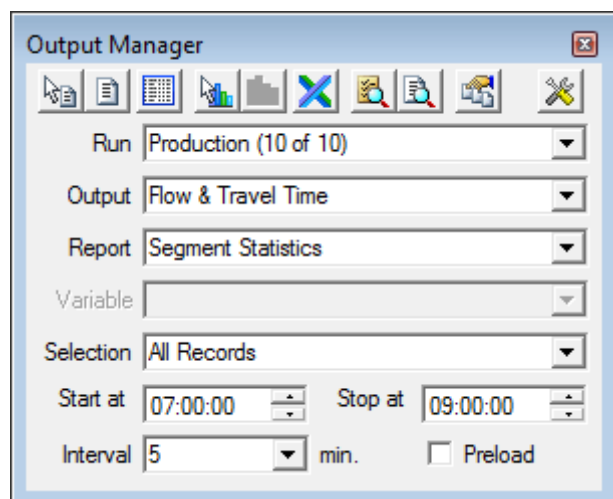 Output Manager
Run Production (10 of 10)
Output Flow & Travel Time
Report Segment Statistics
Variable
Selection All Records
Start at 07:00:00 Stop at 09:00:00
Interval 5 min. Preload